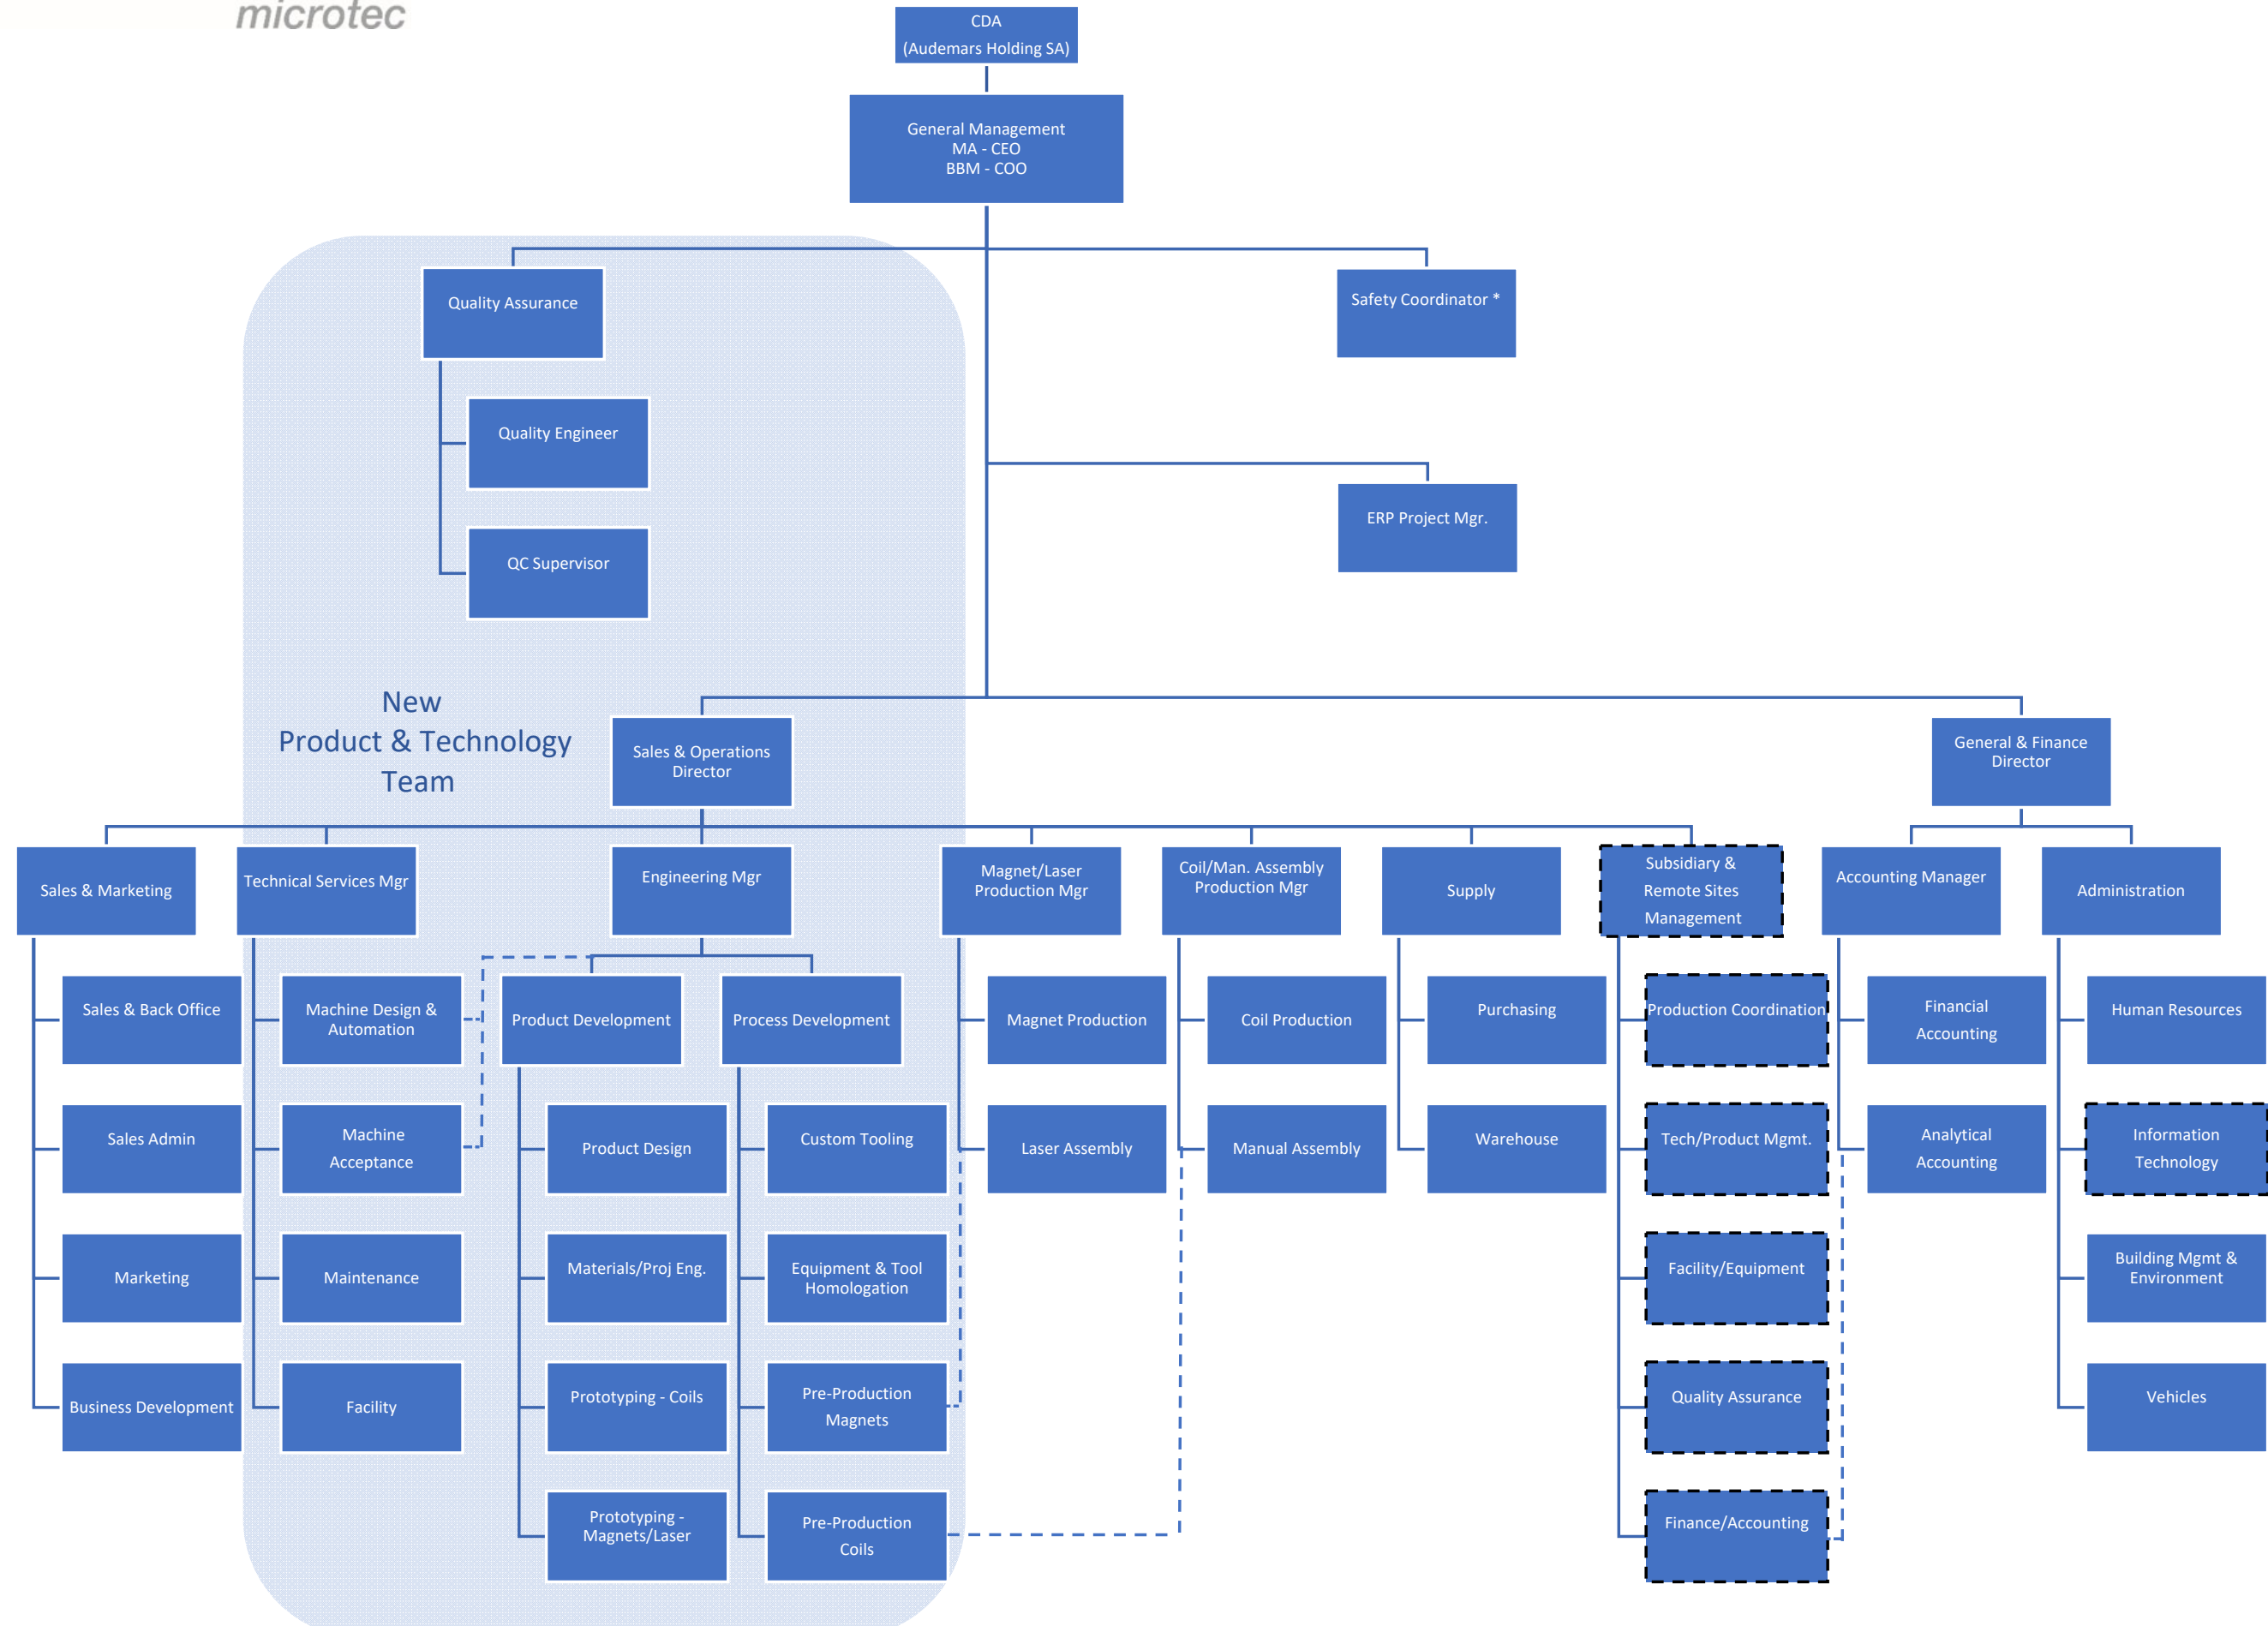 microtec
CDA
(Audemars Holding SA)
General Management
MA - CEO
BBM - COO
Quality Assurance
Safety Coordinator *
Quality Engineer
ERP Project Mgr.
QC Supervisor
New
Product & Technology
Team
Sales & Operations
Director
General & Finance
Director
Sales & Marketing
Technical Services Mgr
Engineering Mgr
Magnet/Laser
Production Mgr
Coil/Man. Assembly
Production Mgr
Supply
Subsidiary &
Remote Sites
Management
Accounting Manager
Administration
Sales & Back Office
Machine Design &
Automation
Product Development
Process Development
Magnet Production
Coil Production
Purchasing
Production Coordination
Financial
Accounting
Human Resources
Sales Admin
Machine
Acceptance
Product Design
Custom Tooling
Laser Assembly
Manual Assembly
Warehouse
Tech/Product Mgmt.
Analytical
Accounting
Information
Technology
Marketing
Maintenance
Materials/Proj Eng.
Equipment & Tool
Homologation
Facility/Equipment
Building Mgmt &
Environment
Business Development
Facility
Prototyping - Coils
Pre-Production
Magnets
Quality Assurance
Vehicles
Prototyping -
Magnets/Laser
Pre-Production
Coils
Finance/Accounting